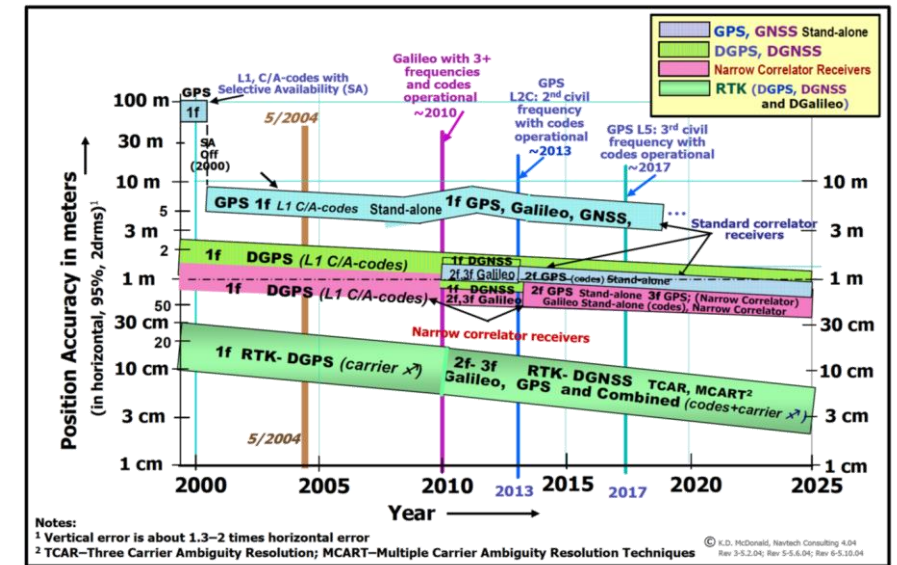 GPS, GNSS Stand-alone
DGPS, DGNSS
Narrow Correlator Receivers
RTK (DGPS, DGNSS
and DGalileo)
Galileo with 3+
frequencies
and codes
operational
~2010
GPS
L2C: 2nd civil
frequency
with codes
operational
~2013
GPS L5: 3rd civil
frequency with
codes operational
~2017
L1, C/A-codes with
Selective Availability (SA)
GPS
1f
SA
Off
(2000)
5/2004
Position Accuracy in meters
(in horizontal, 95%, 2drms)1
100 m
30 m
10 m
5
3 m
2
1 m
50
30 cm
20
10 cm
3 cm
1 cm
10 m
3 m
1 m
30 cm
10 cm
3 cm
1 cm
GPS 1f L1 C/A-codes Stand-alone 1f GPS, Galileo, GNSS, ...
Standard correlator
receivers
1f DGPS (L1 C/A-codes)
1f DGNSS
2f,3f Galileo
2f GPS (codes) Stand-alone
1f DGPS (L1 C/A-codes)
1f DGNSS
2f,3f Galileo
2f GPS Stand-alone 3f GPS; (Narrow Correlator)
Galileo Stand-alone (codes), Narrow Correlator
Narrow correlator receivers
1f RTK- DGPS (carrier ↗)
2f- 3f RTK- DGNSS TCAR, MCART2
Galileo, GPS and Combined (codes+carrier ↗)
5/2004
2000 2005 2010 2013 2015 2017 2020 2025
Year
Notes:
1 Vertical error is about 1.3–2 times horizontal error
2 TCAR–Three Carrier Ambiguity Resolution; MCART–Multiple Carrier Ambiguity Resolution Techniques
© K.D. McDonald, Navtech Consulting 4.04
Rev 3-5.2.04; Rev 5-5.6.04; Rev 6-5.10.04